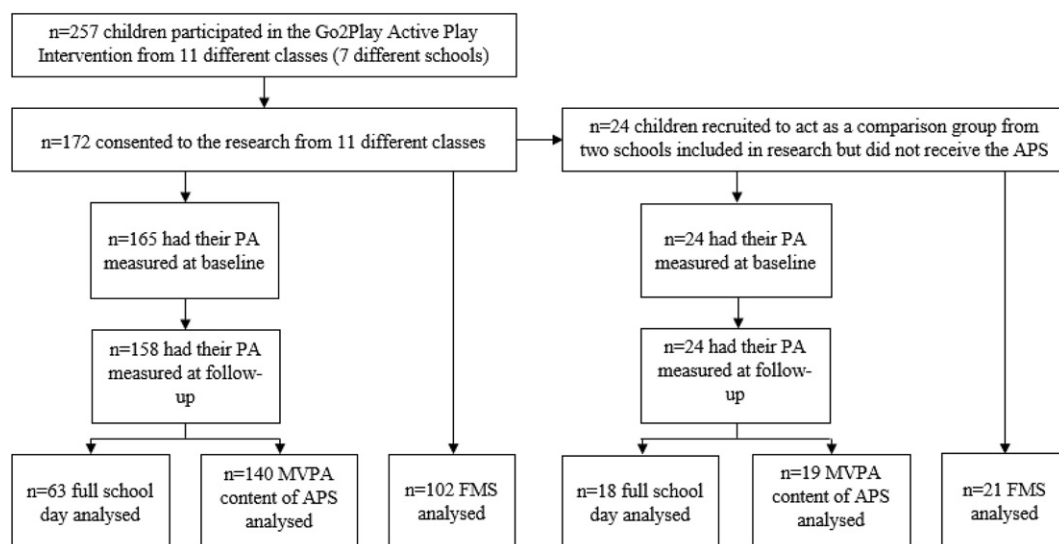 n=257 children participated in the Go2Play Active Play
Intervention from 11 different classes (7 different schools)
n=172 consented to the research from 11 different classes
n=24 children recruited to act as a comparison group from
two schools included in research but did not receive the APS
n=165 had their PA
measured at baseline
n=24 had their PA
measured at baseline
n=158 had their PA
measured at follow-
up
n=24 had their PA
measured at follow-
up
n=63 full school
day analysed
n=140 MVPA
content of APS
analysed
n=102 FMS
analysed
n=18 full school
day analysed
n=19 MVPA
content of APS
analysed
n=21 FMS
analysed